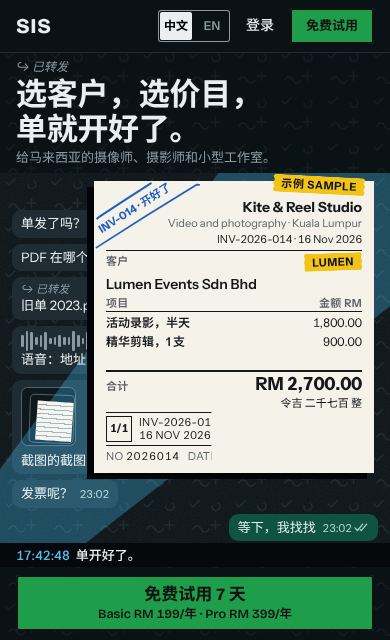 SIS
中文 EN
登录
免费试用
↪ 已转发
选客户，选价目，
单就开好了。
给马来西亚的摄像师、摄影师和小型工作室。
单发了吗？
PDF 在哪个
↪ 已转发
旧单 2023.p
语音：地址
截图的截图
发票呢？ 23:02
INV-014 · 开好了
示例 SAMPLE
Kite & Reel Studio
Video and photography · Kuala Lumpur
INV-2026-014 · 16 Nov 2026
客户
LUMEN
Lumen Events Sdn Bhd
项目 金额 RM
活动录影，半天 1,800.00
精华剪辑，1 支 900.00
合计 RM 2,700.00
令吉 二千七百 整
1/1
INV-2026-01
16 NOV 2026
NO 2026014 DATE
等下，我找找 23:02
17:42:48 单开好了。
免费试用 7 天
Basic RM 199/年 · Pro RM 399/年